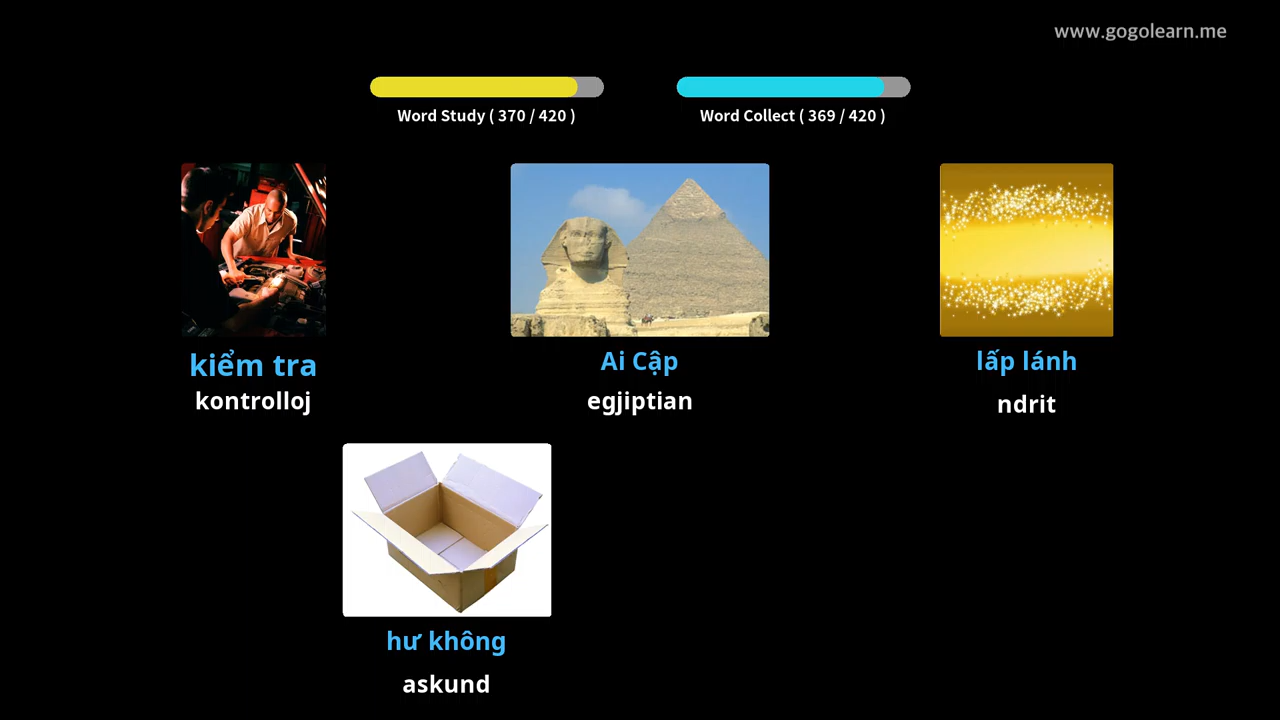 www.gogolearn.me
Word Study ( 370 / 420 )
Word Collect ( 369 / 420 )
kiểm tra
kontrolloj
Ai Cập
egjiptian
lấp lánh
ndrit
hư không
askund